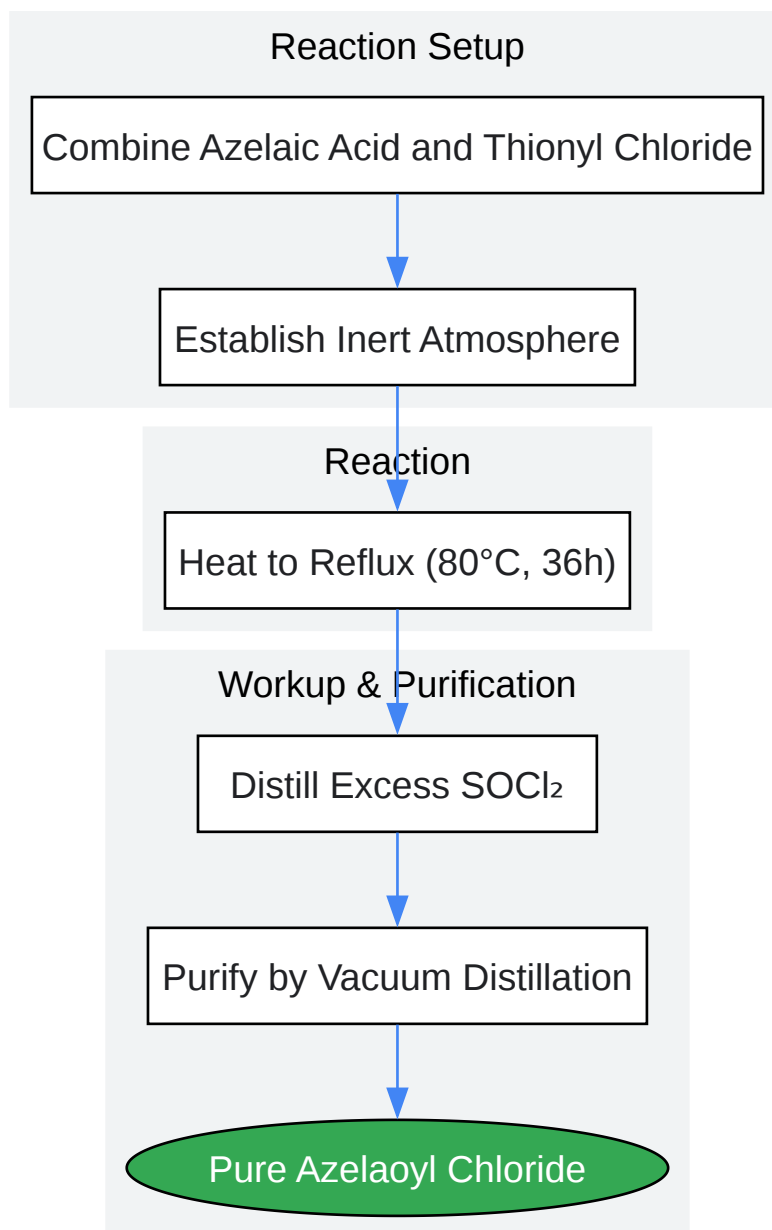 Reaction Setup
Combine Azelaic Acid and Thionyl Chloride
Establish Inert Atmosphere
Reaction
Heat to Reflux (80°C, 36h)
Workup & Purification
Distill Excess SOCl₂
Purify by Vacuum Distillation
Pure Azelaoyl Chloride